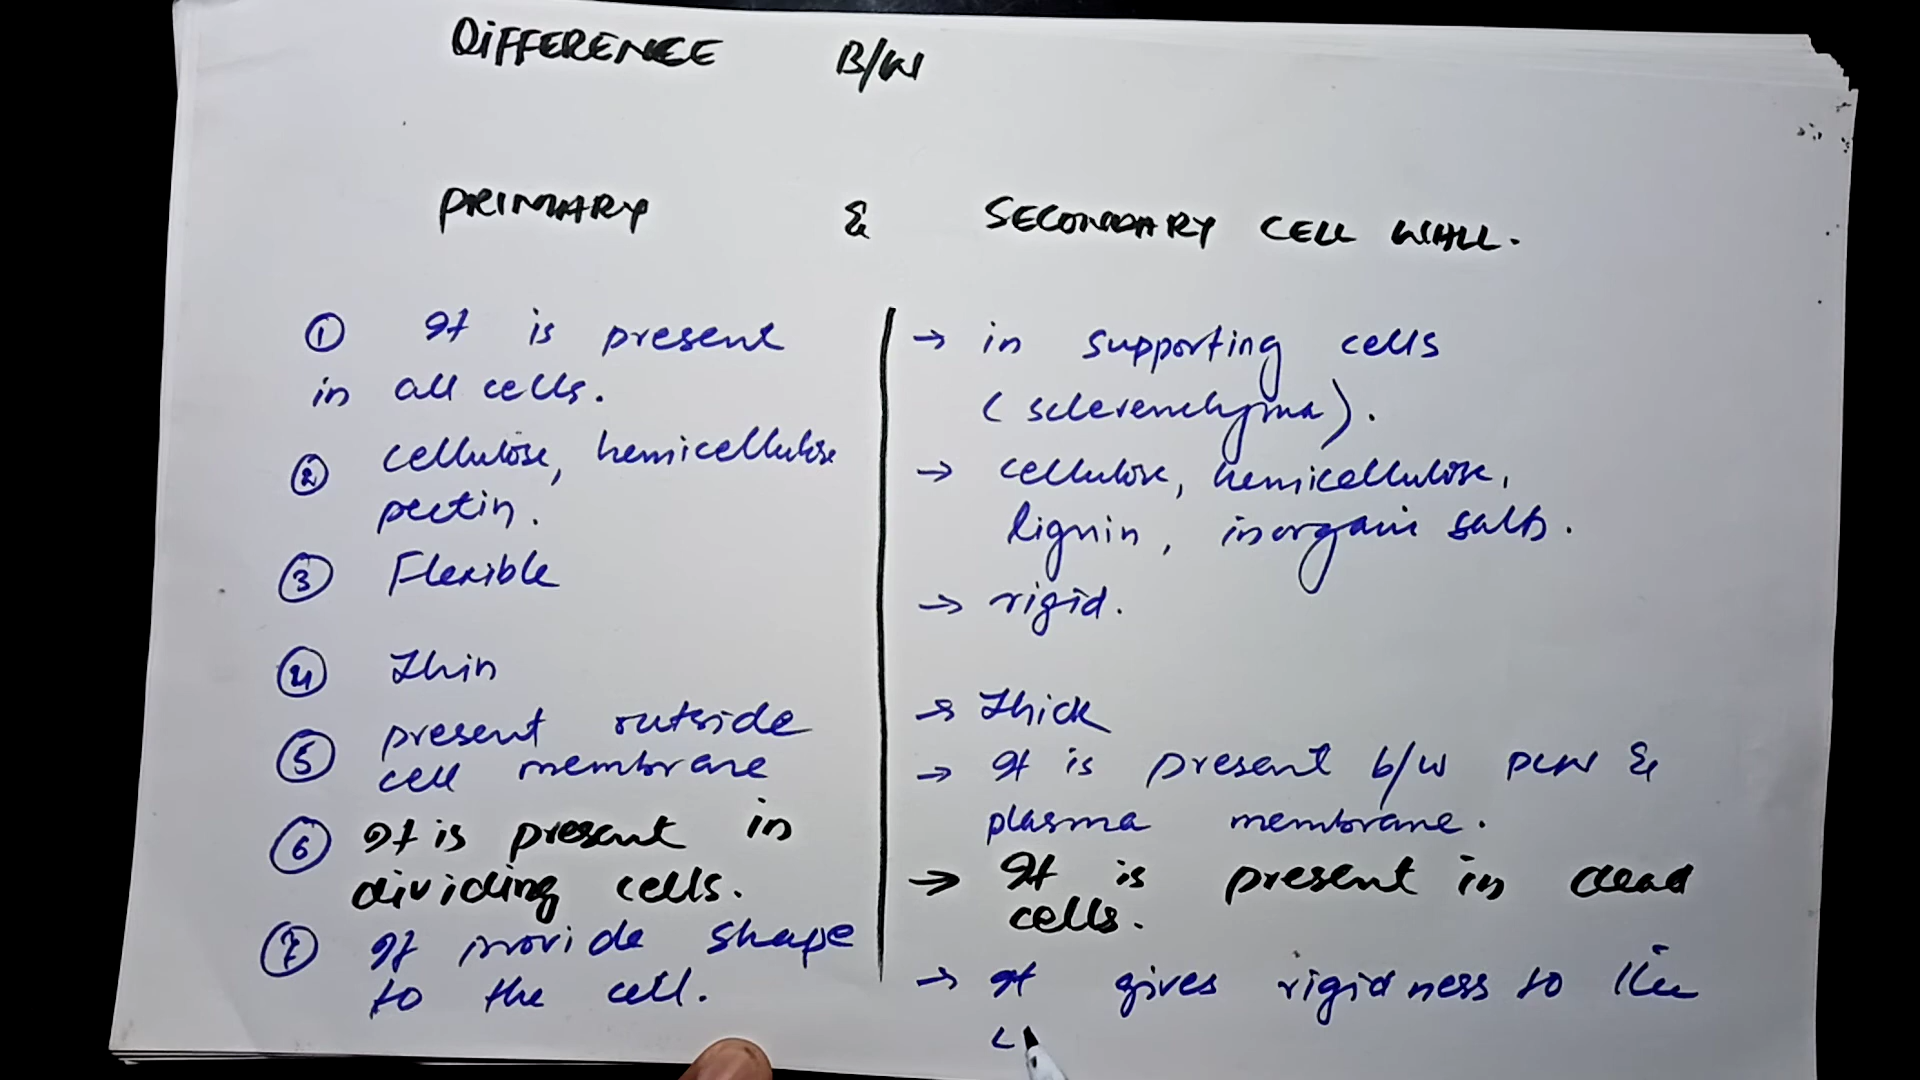 DIFFERENCE B/W
PRIMARY & SECONDARY CELL WALL.
① It is present
in all cells.
② cellulose, hemicellulose
pectin.
③ Flexible
④ Thin
⑤ present outside
cell membrane
⑥ It is present in
dividing cells.
⑦ It provide shape
to the cell.
→ in supporting cells
(sclerenchyma).
→ cellulose, hemicellulose,
lignin, inorganic salts.
→ rigid.
→ Thick
→ It is present b/w PCW &
plasma membrane.
→ It is present in dead
cells.
→ It gives rigidness to the
c